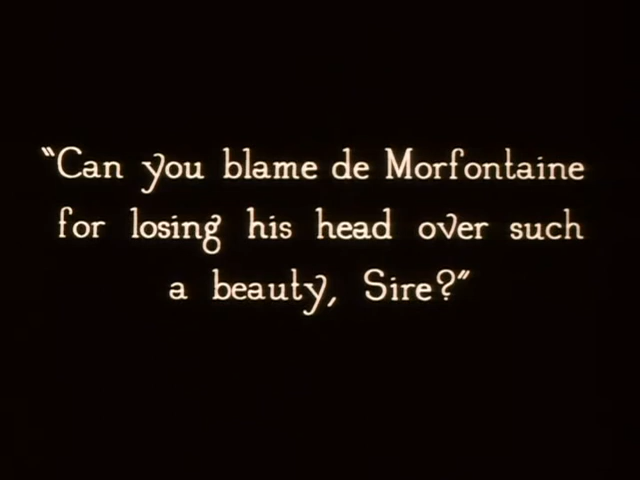 "Can you blame de Morfontaine
for losing his head over such
a beauty, Sire?"